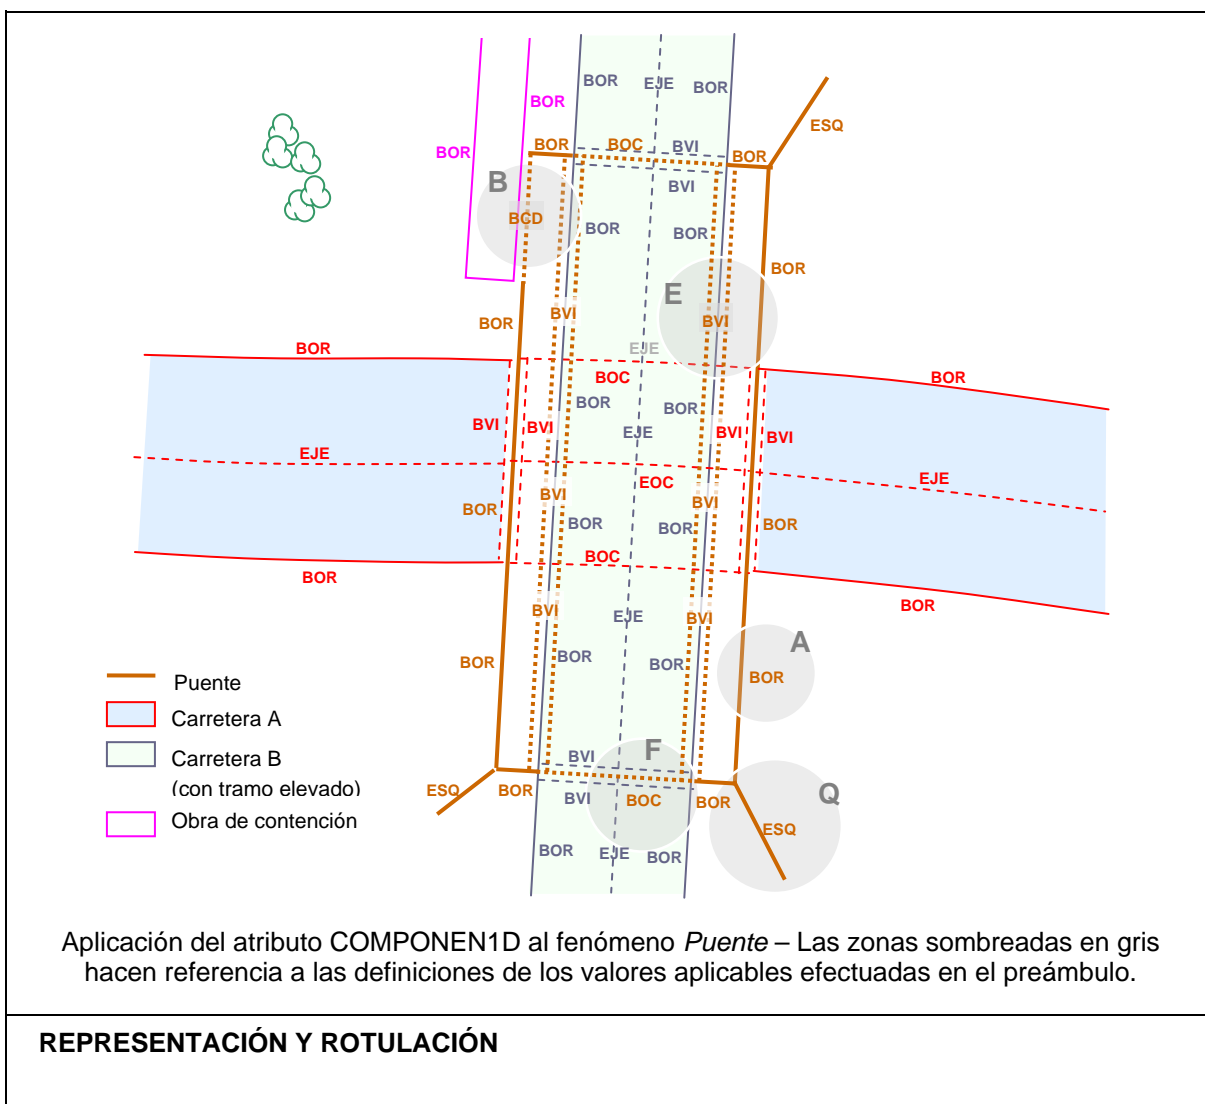 BOR EJE BOR
BOR
ESQ
BOR BOR BOC BVI BOR
B BVI
BCD BOR BOR
BOR
E
BVI BVI
BOR
BOR EJE
BOC BOR
BOR BOR
BVI BVI EJE BVI BVI
EJE EOC EJE
BVI BVI
BOR BOR BOR BOR
BOC
BOR BOR
BVI EJE BVI
A
BOR BOR BOR BOR
Puente
Carretera A
Carretera B
(con tramo elevado)
Obra de contención
BVI F
ESQ BOR BVI BOC BOR Q
ESQ
BOR EJE BOR
Aplicación del atributo COMPONEN1D al fenómeno Puente – Las zonas sombreadas en gris
hacen referencia a las definiciones de los valores aplicables efectuadas en el preámbulo.
REPRESENTACIÓN Y ROTULACIÓN